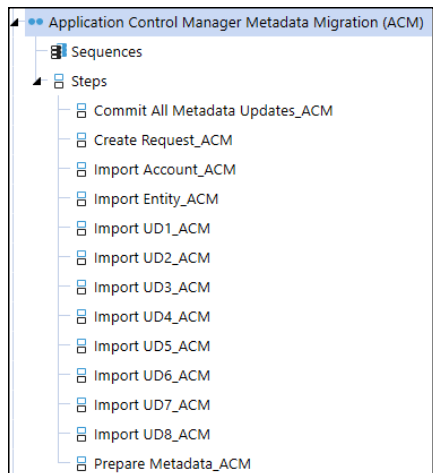 Application Control Manager Metadata Migration (ACM)
Sequences
Steps
Commit All Metadata Updates_ACM
Create Request_ACM
Import Account_ACM
Import Entity_ACM
Import UD1_ACM
Import UD2_ACM
Import UD3_ACM
Import UD4_ACM
Import UD5_ACM
Import UD6_ACM
Import UD7_ACM
Import UD8_ACM
Prepare Metadata_ACM